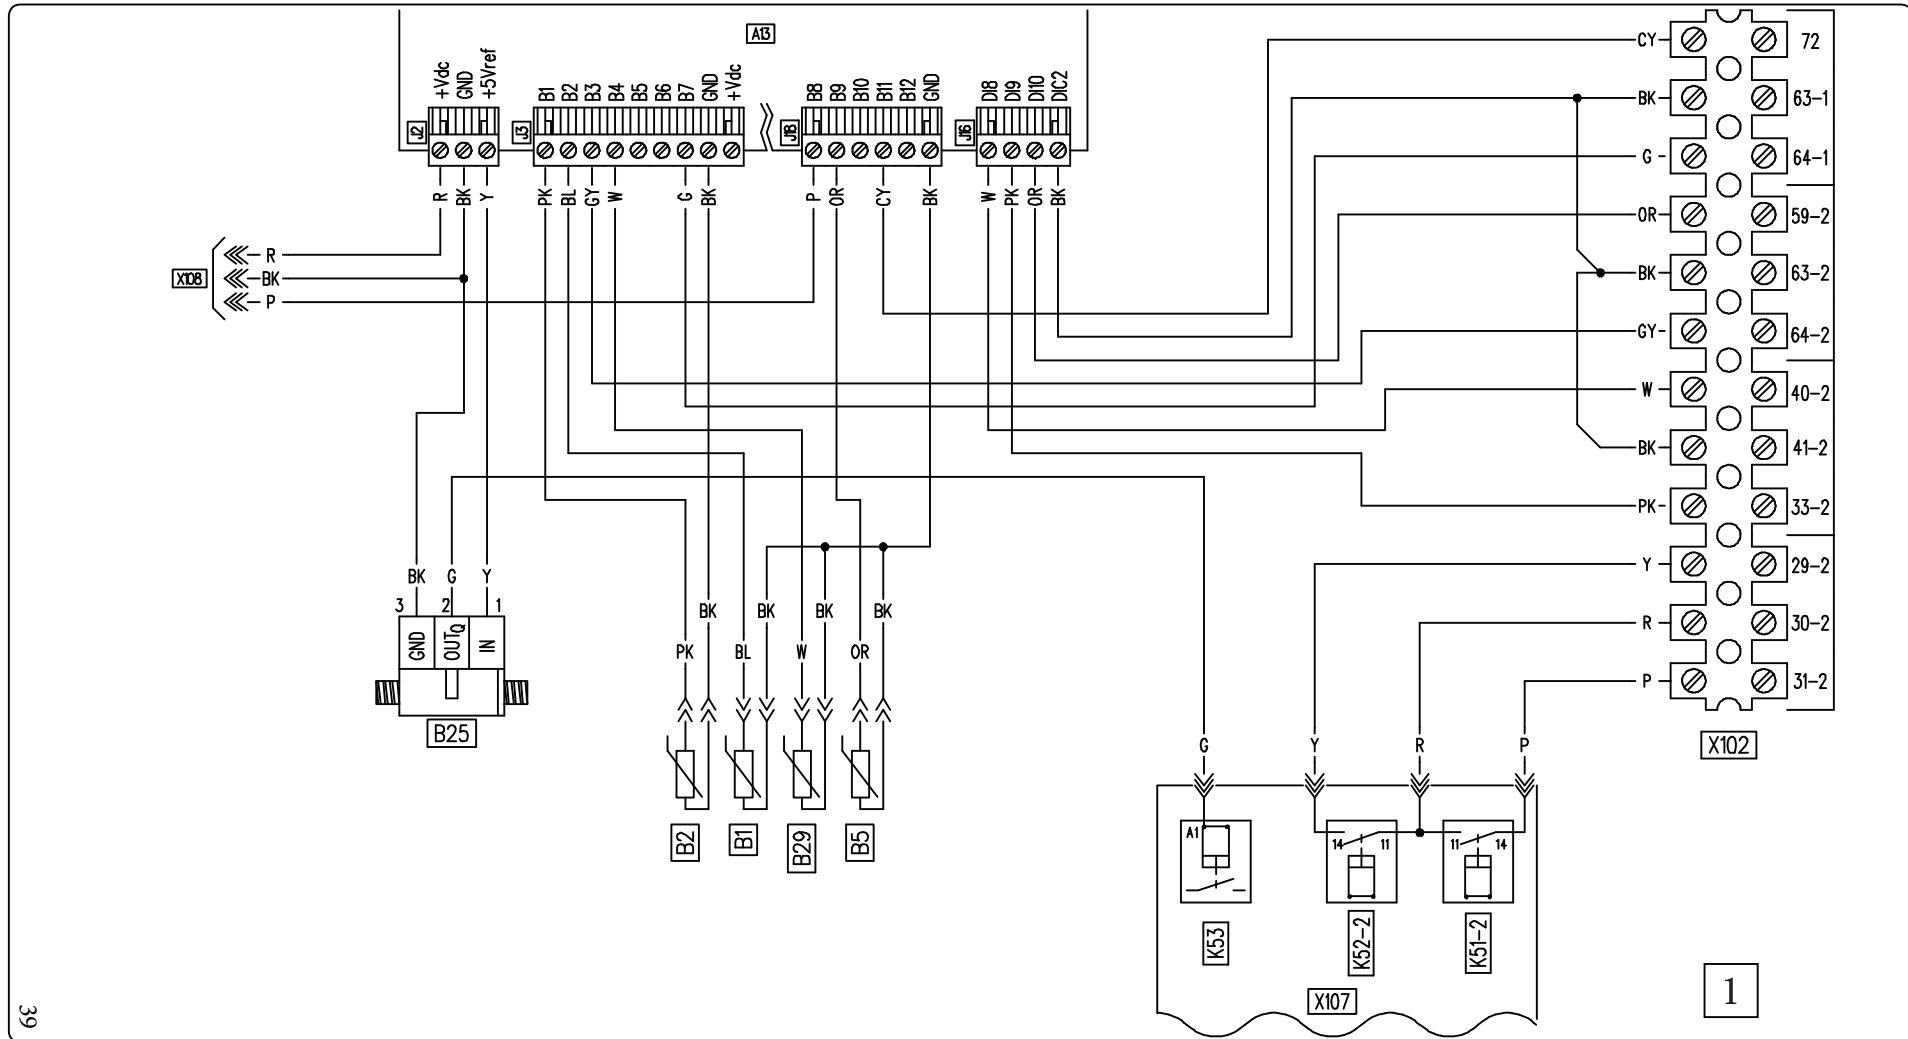 A13
J2 +Vdc GND +5Vref
J3 B1 B2 B3 B4 B5 B6 B7 GND +Vdc
J18 B8 B9 B10 B11 B12 GND
J16 DI8 DI9 DI10 DIC2
R BK Y PK BL GY W G BK P OR CY BK W PK OR BK
X108
R
BK
P
CY 72
BK 63-1
G 64-1
OR 59-2
BK 63-2
GY 64-2
W 40-2
BK 41-2
PK 33-2
Y 29-2
R 30-2
P 31-2
X102
BK G Y
3 2 1
GND OUT Q IN
B25
BK BK BK BK
PK BL W OR
B2 B1 B29 B5
G Y R P
A1 14 11 11 14
K53 K52-2 K51-2
X107
1
39